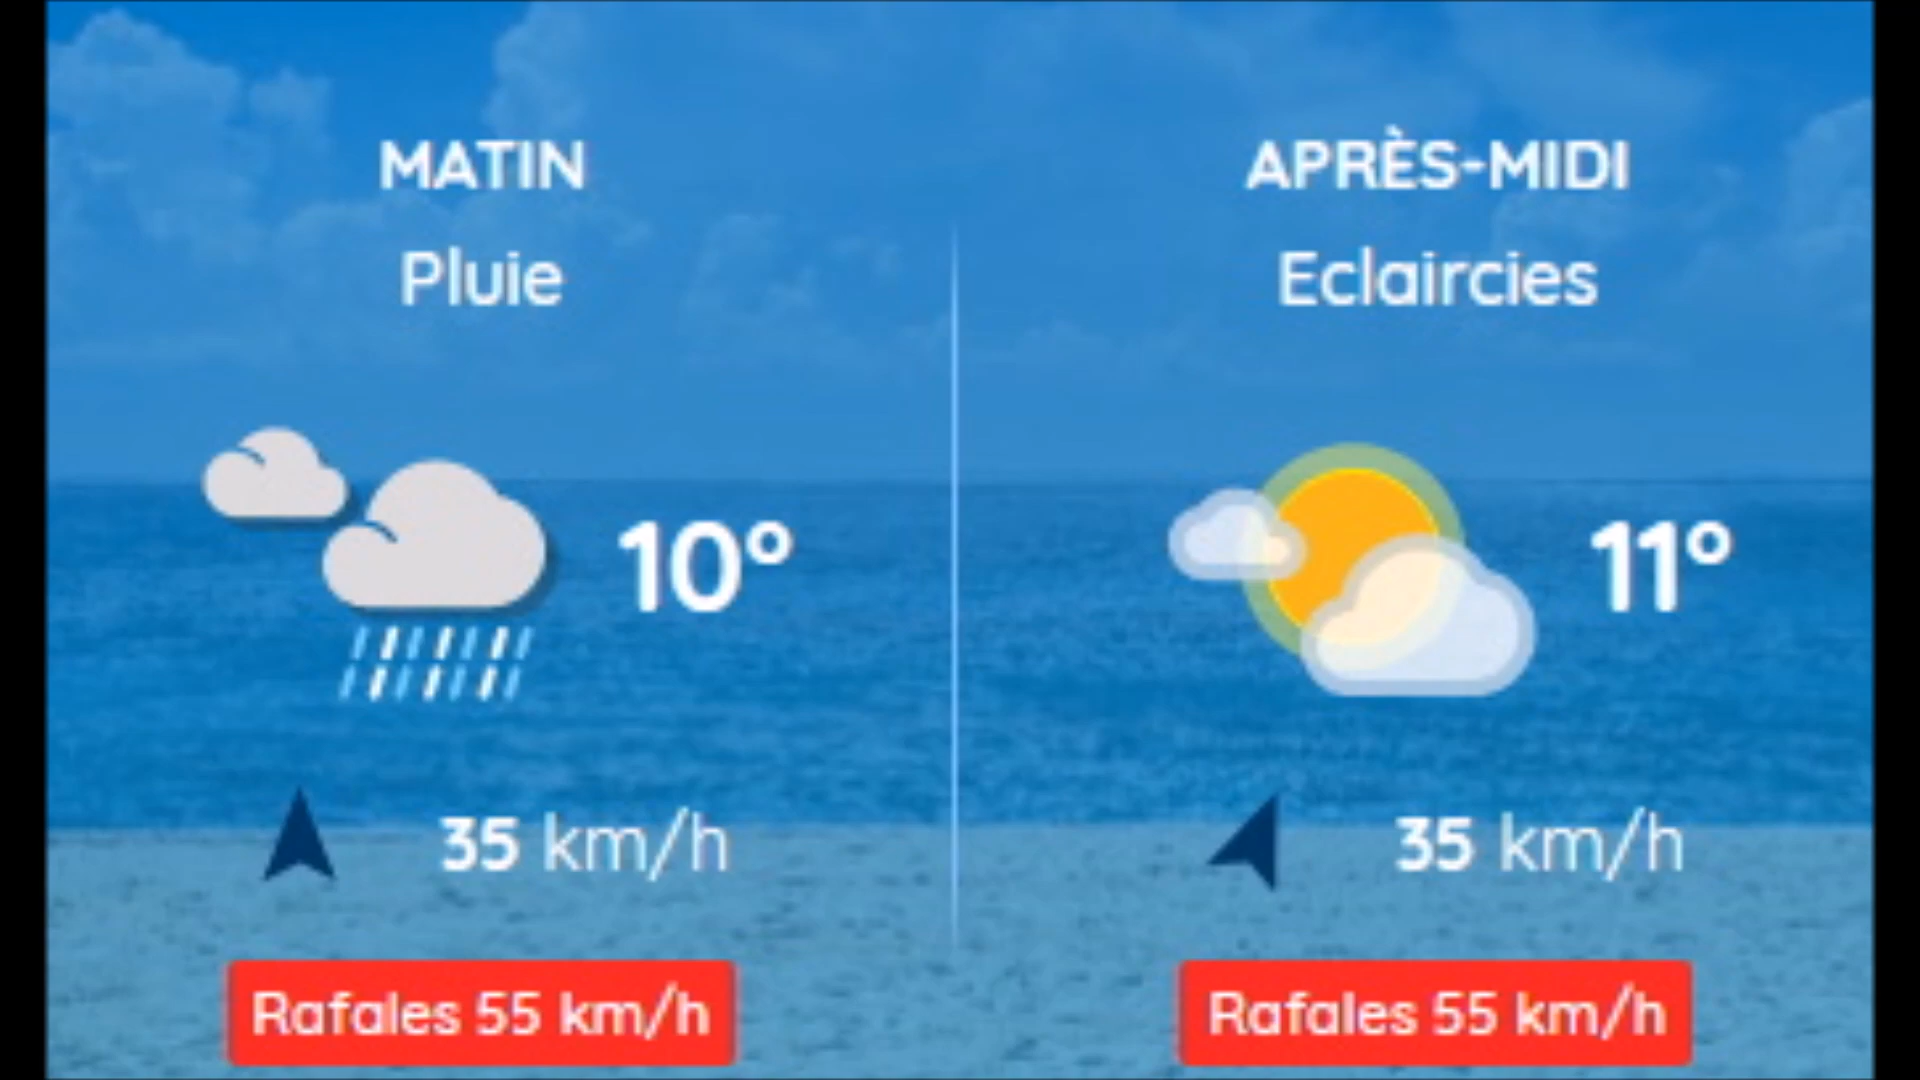 MATIN
Pluie
10°
35 km/h
Rafales 55 km/h
APRÈS-MIDI
Eclaircies
11°
35 km/h
Rafales 55 km/h